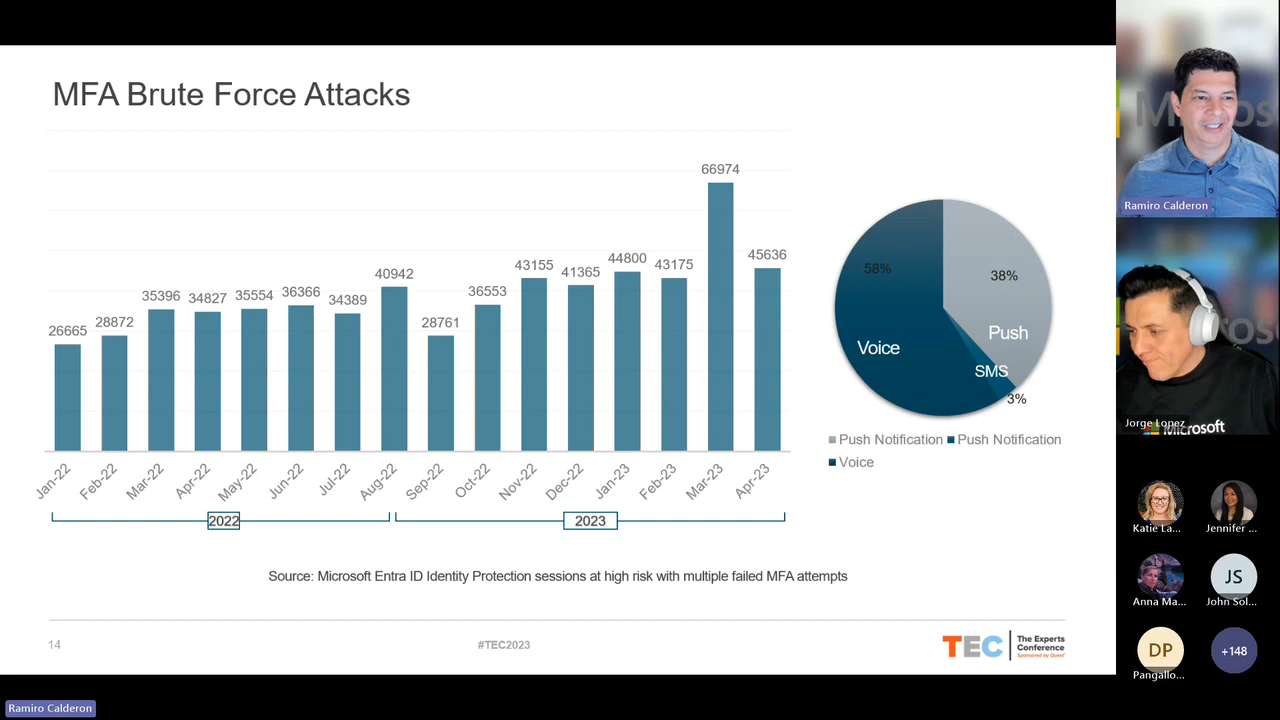 MFA Brute Force Attacks
26665
28872
35396
34827
35554
36366
34389
40942
28761
36553
43155
41365
44800
43175
66974
45636
Jan-22
Feb-22
Mar-22
Apr-22
May-22
Jun-22
Jul-22
Aug-22
Sep-22
Oct-22
Nov-22
Dec-22
Jan-23
Feb-23
Mar-23
Apr-23
2022
2023
58%
38%
Voice
Push
SMS
3%
Push Notification
Push Notification
Voice
Source: Microsoft Entra ID Identity Protection sessions at high risk with multiple failed MFA attempts
14
#TEC2023
TEC
The Experts
Conference
Sponsored by Quest
Ramiro Calderon
Jorge Lopez
Microsoft
Katie La...
Jennifer ...
Anna Ma...
JS
John Sol...
DP
Pangallo...
+148
Ramiro Calderon